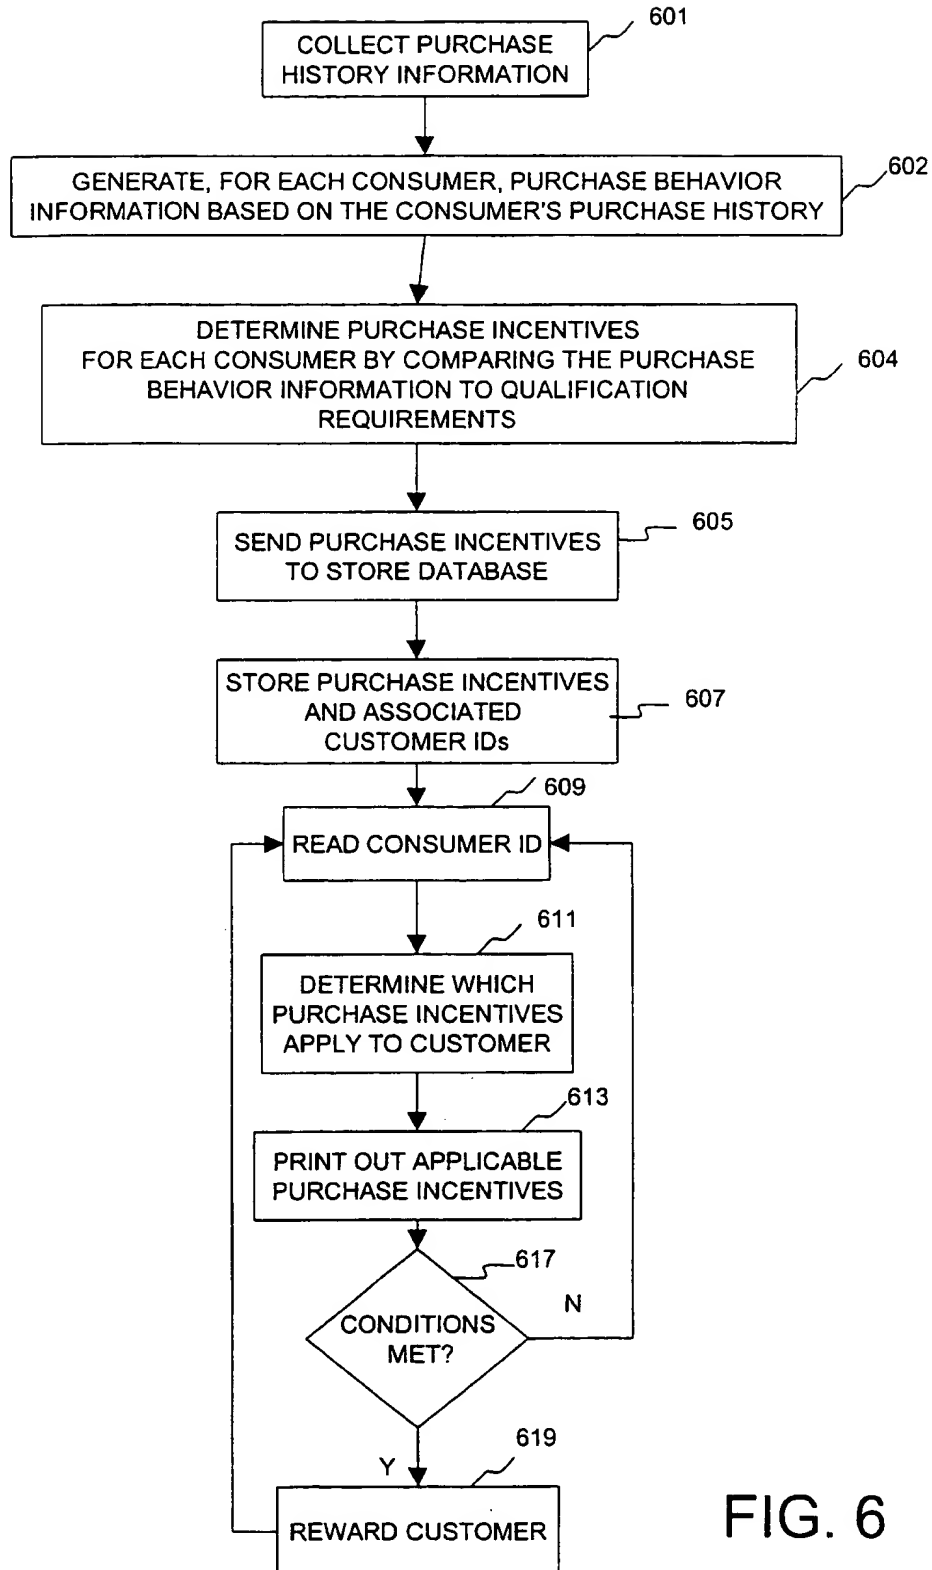 601
COLLECT PURCHASE
HISTORY INFORMATION
602
GENERATE, FOR EACH CONSUMER, PURCHASE BEHAVIOR
INFORMATION BASED ON THE CONSUMER'S PURCHASE HISTORY
604
DETERMINE PURCHASE INCENTIVES
FOR EACH CONSUMER BY COMPARING THE PURCHASE
BEHAVIOR INFORMATION TO QUALIFICATION
REQUIREMENTS
605
SEND PURCHASE INCENTIVES
TO STORE DATABASE
607
STORE PURCHASE INCENTIVES
AND ASSOCIATED
CUSTOMER IDs
609
READ CONSUMER ID
611
DETERMINE WHICH
PURCHASE INCENTIVES
APPLY TO CUSTOMER
613
PRINT OUT APPLICABLE
PURCHASE INCENTIVES
617
CONDITIONS
MET?
N
Y
619
REWARD CUSTOMER
FIG. 6